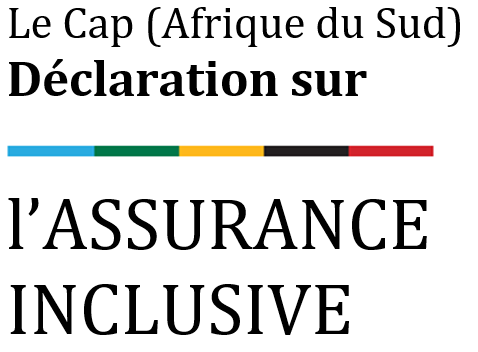 Le Cap (Afrique du Sud)
Déclaration sur
l’ASSURANCE
INCLUSIVE